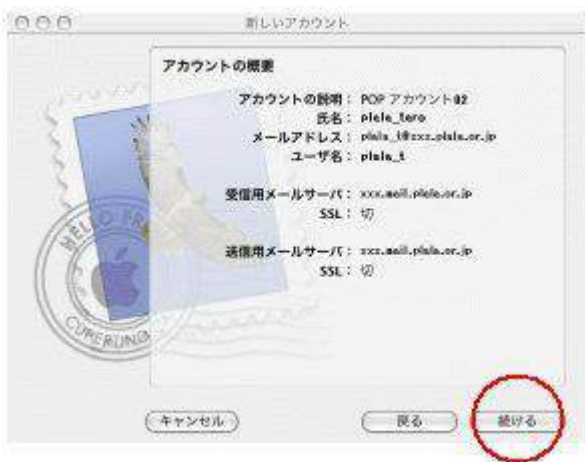 新しいアカウント
アカウントの概要
アカウントの説明： POP アカウント02
氏名： plala_taro
メールアドレス： plala_t@xxx.plala.or.jp
ユーザ名： plala_t
受信用メールサーバ： xxx.mail.plala.or.jp
SSL： 切
送信用メールサーバ： xxx.mail.plala.or.jp
SSL： 切
HELLO FR
CUPERTINO
キャンセル
戻る
続ける